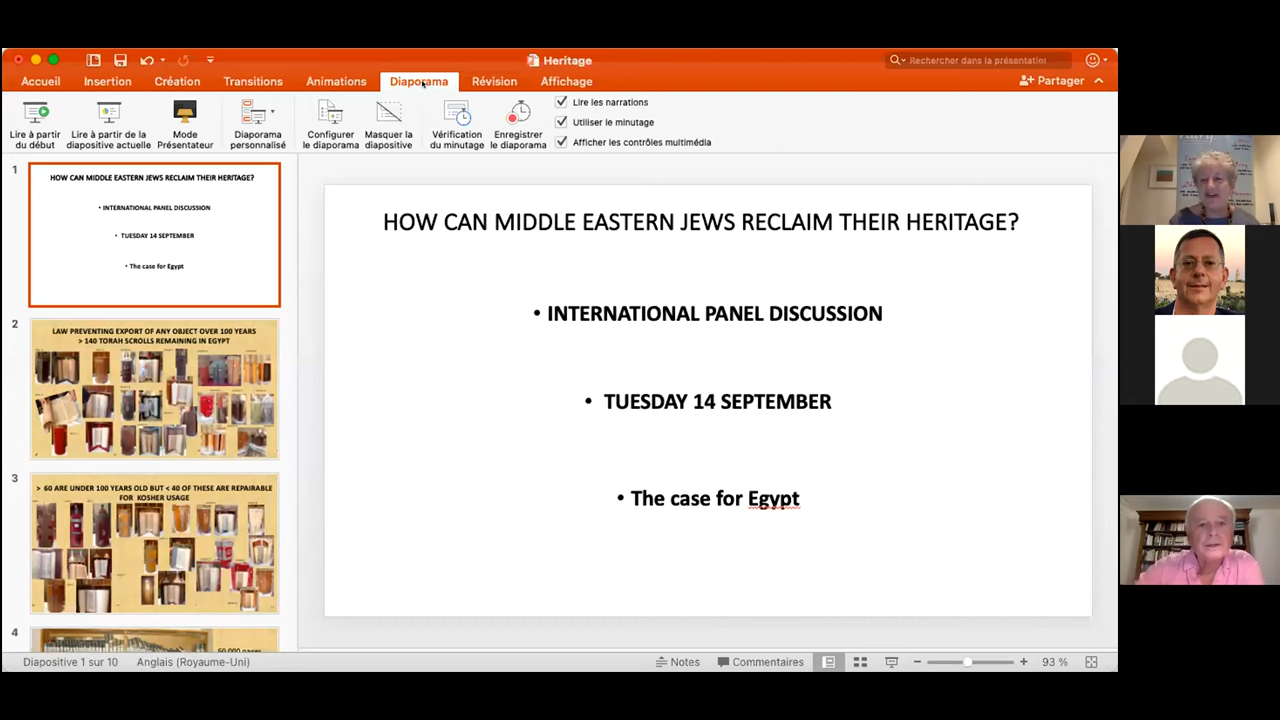 Heritage
Rechercher dans la présentation
Accueil
Insertion
Création
Transitions
Animations
Diaporama
Révision
Affichage
Partager
Lire à partir
du début
Lire à partir de la
diapositive actuelle
Mode
Présentateur
Diaporama
personnalisé
Configurer
le diaporama
Masquer la
diapositive
Vérification
du minutage
Enregistrer
le diaporama
Lire les narrations
Utiliser le minutage
Afficher les contrôles multimédia
1
HOW CAN MIDDLE EASTERN JEWS RECLAIM THEIR HERITAGE?
• INTERNATIONAL PANEL DISCUSSION
• TUESDAY 14 SEPTEMBER
• The case for Egypt
2
LAW PREVENTING EXPORT OF ANY OBJECT OVER 100 YEARS
> 140 TORAH SCROLLS REMAINING IN EGYPT
3
> 60 ARE UNDER 100 YEARS OLD BUT < 40 OF THESE ARE REPAIRABLE
FOR KOSHER USAGE
4
60,000 pages
HOW CAN MIDDLE EASTERN JEWS RECLAIM THEIR HERITAGE?
• INTERNATIONAL PANEL DISCUSSION
• TUESDAY 14 SEPTEMBER
• The case for Egypt
Diapositive 1 sur 10
Anglais (Royaume-Uni)
Notes
Commentaires
93 %